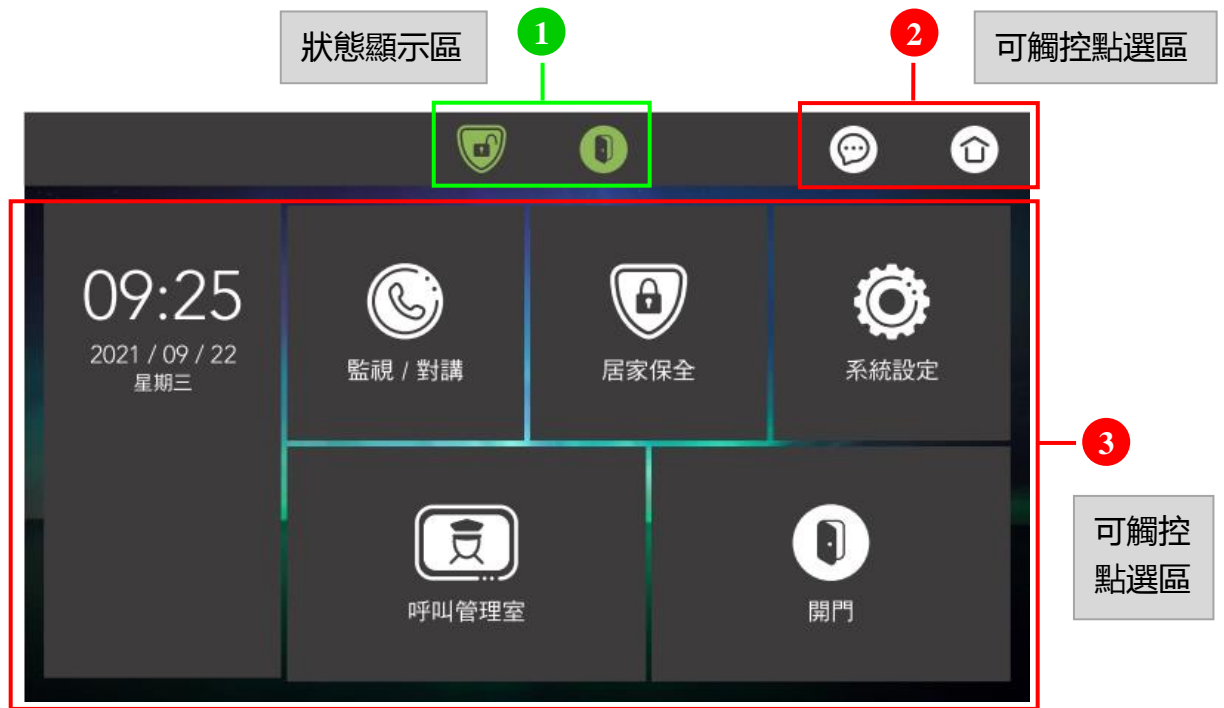 狀態顯示區
1
2
可觸控點選區
09:25
2021 / 09 / 22
星期三
監視 / 對講
居家保全
系統設定
3
可觸控
點選區
呼叫管理室
開門